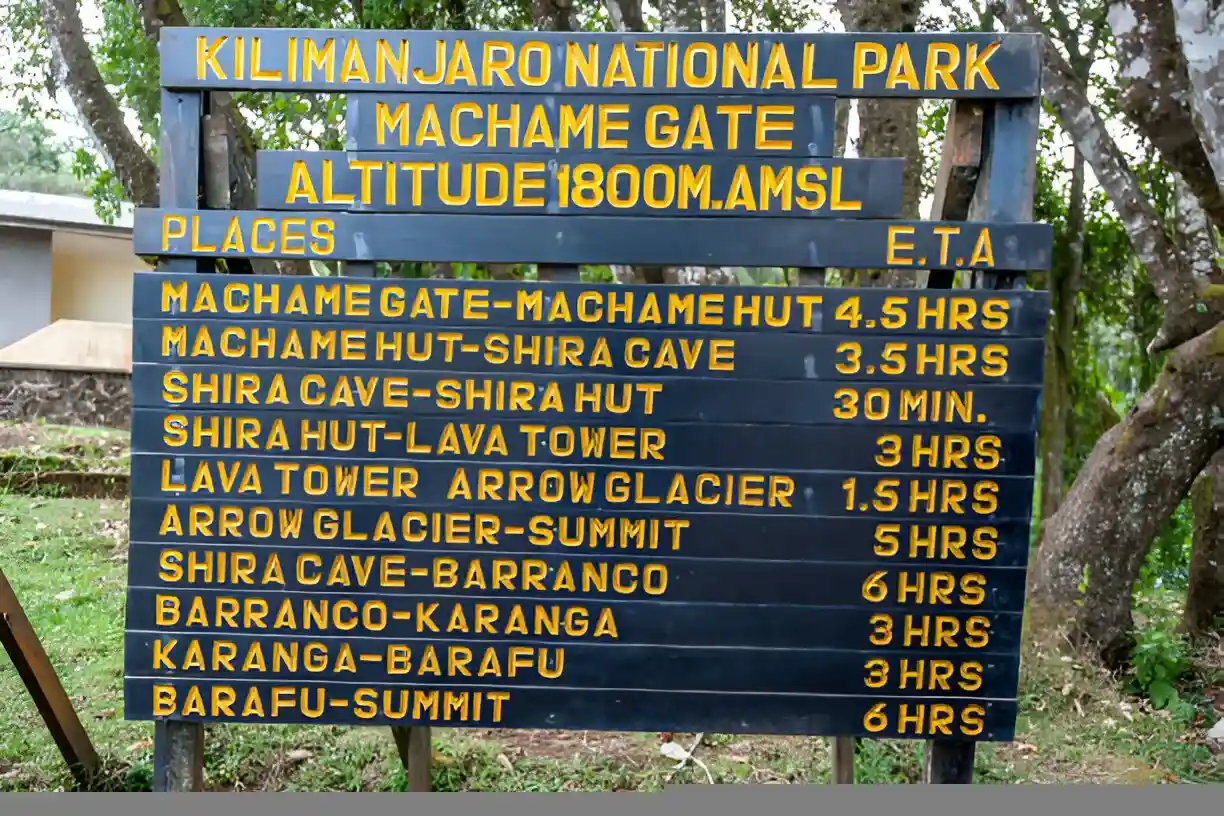 KILIMANJARO NATIONAL PARK
MACHAME GATE
ALTITUDE 1800M.AMSL
PLACES E.T.A
MACHAME GATE-MACHAME HUT 4.5 HRS
MACHAME HUT-SHIRA CAVE 3.5 HRS
SHIRA CAVE-SHIRA HUT 30 MIN.
SHIRA HUT-LAVA TOWER 3 HRS
LAVA TOWER ARROW GLACIER 1.5 HRS
ARROW GLACIER-SUMMIT 5 HRS
SHIRA CAVE-BARRANCO 6 HRS
BARRANCO-KARANGA 3 HRS
KARANGA-BARAFU 3 HRS
BARAFU-SUMMIT 6 HRS